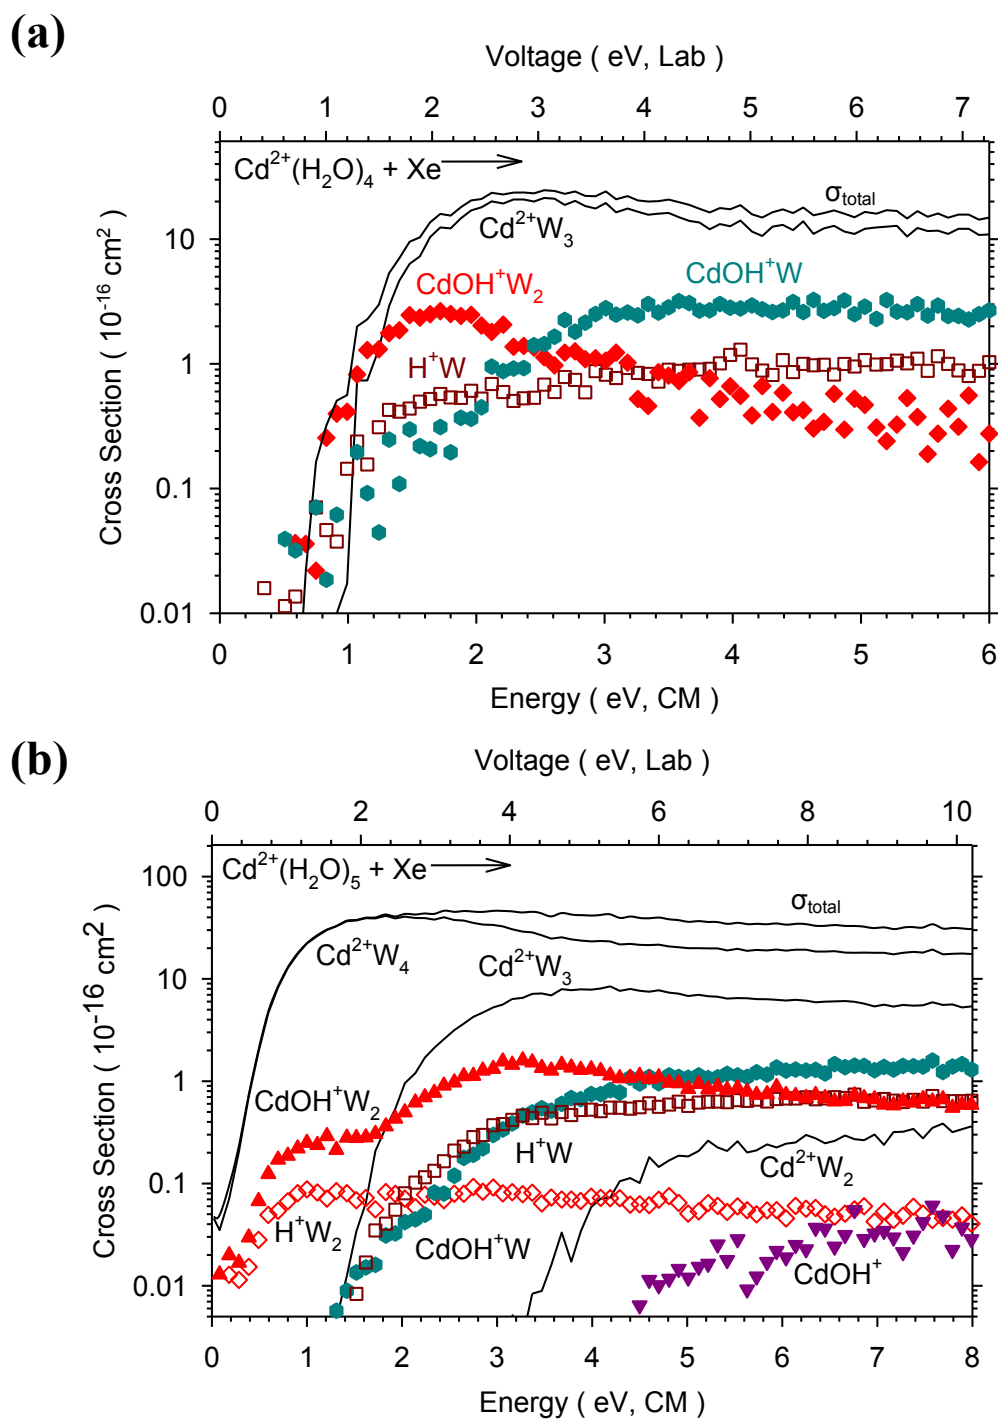 (a)
Voltage ( eV, Lab )
0 1 2 3 4 5 6 7
Cd²⁺(H₂O)₄ + Xe
σtotal
Cd²⁺W₃
10
CdOH⁺W₂
CdOH⁺W
1
H⁺W
0.1
0.01
Cross Section ( 10⁻¹⁶ cm² )
0 1 2 3 4 5 6
Energy ( eV, CM )
(b)
Voltage ( eV, Lab )
0 2 4 6 8 10
Cd²⁺(H₂O)₅ + Xe
100
σtotal
Cd²⁺W₄
Cd²⁺W₃
10
CdOH⁺W₂
1
H⁺W
Cd²⁺W₂
0.1
H⁺W₂
CdOH⁺W
CdOH⁺
0.01
Cross Section ( 10⁻¹⁶ cm² )
0 1 2 3 4 5 6 7 8
Energy ( eV, CM )